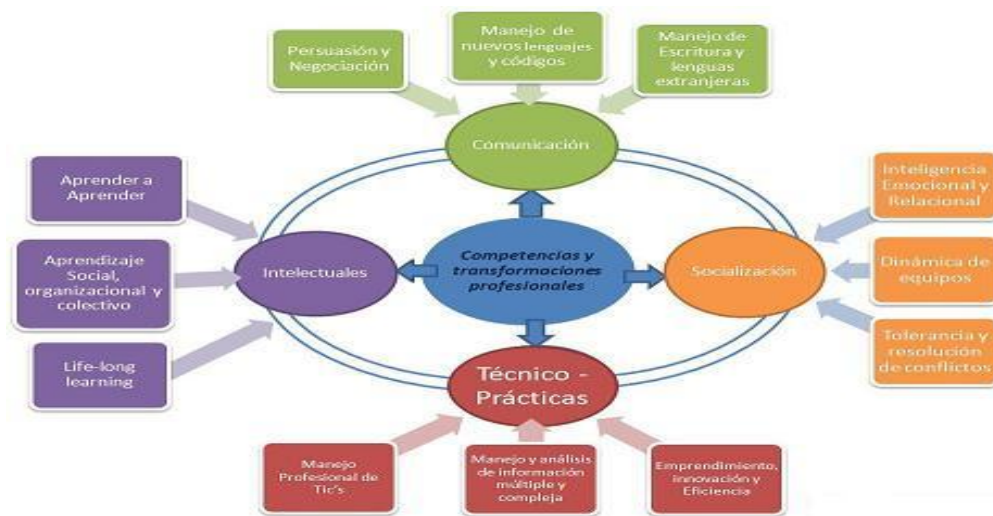 Persuasión y
Negociación
Manejo de
nuevos lenguajes
y códigos
Manejo de
Escritura y
lenguas
extranjeras
Comunicación
Aprender a
Aprender
Aprendizaje
Social,
organizacional y
colectivo
Life-long
learning
Intelectuales
Competencias y
transformaciones
profesionales
Socialización
Inteligencia
Emocional y
Relacional
Dinámica de
equipos
Tolerancia y
resolución
de conflictos
Técnico -
Prácticas
Manejo
Profesional de
Tic's
Manejo y análisis
de información
múltiple y
compleja
Emprendimiento,
innovación y
Eficiencia